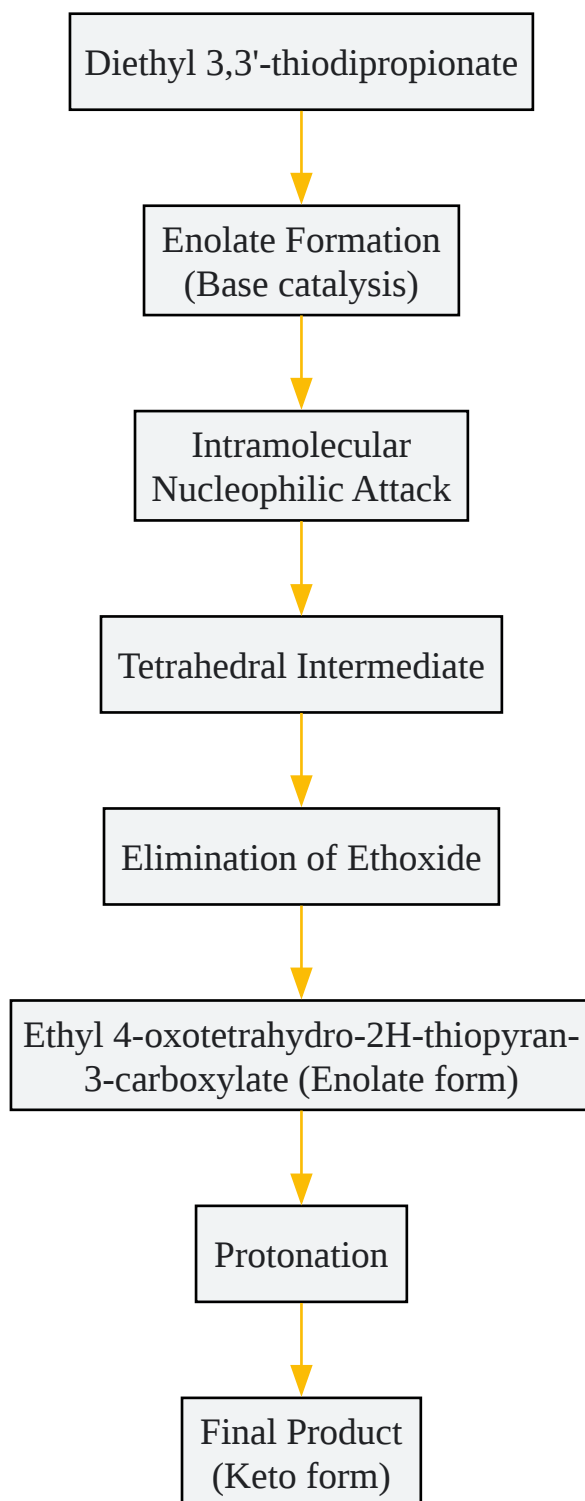 Diethyl 3,3'-thiodipropionate
Enolate Formation
(Base catalysis)
Intramolecular
Nucleophilic Attack
Tetrahedral Intermediate
Elimination of Ethoxide
Ethyl 4-oxotetrahydro-2H-thiopyran-
3-carboxylate (Enolate form)
Protonation
Final Product
(Keto form)